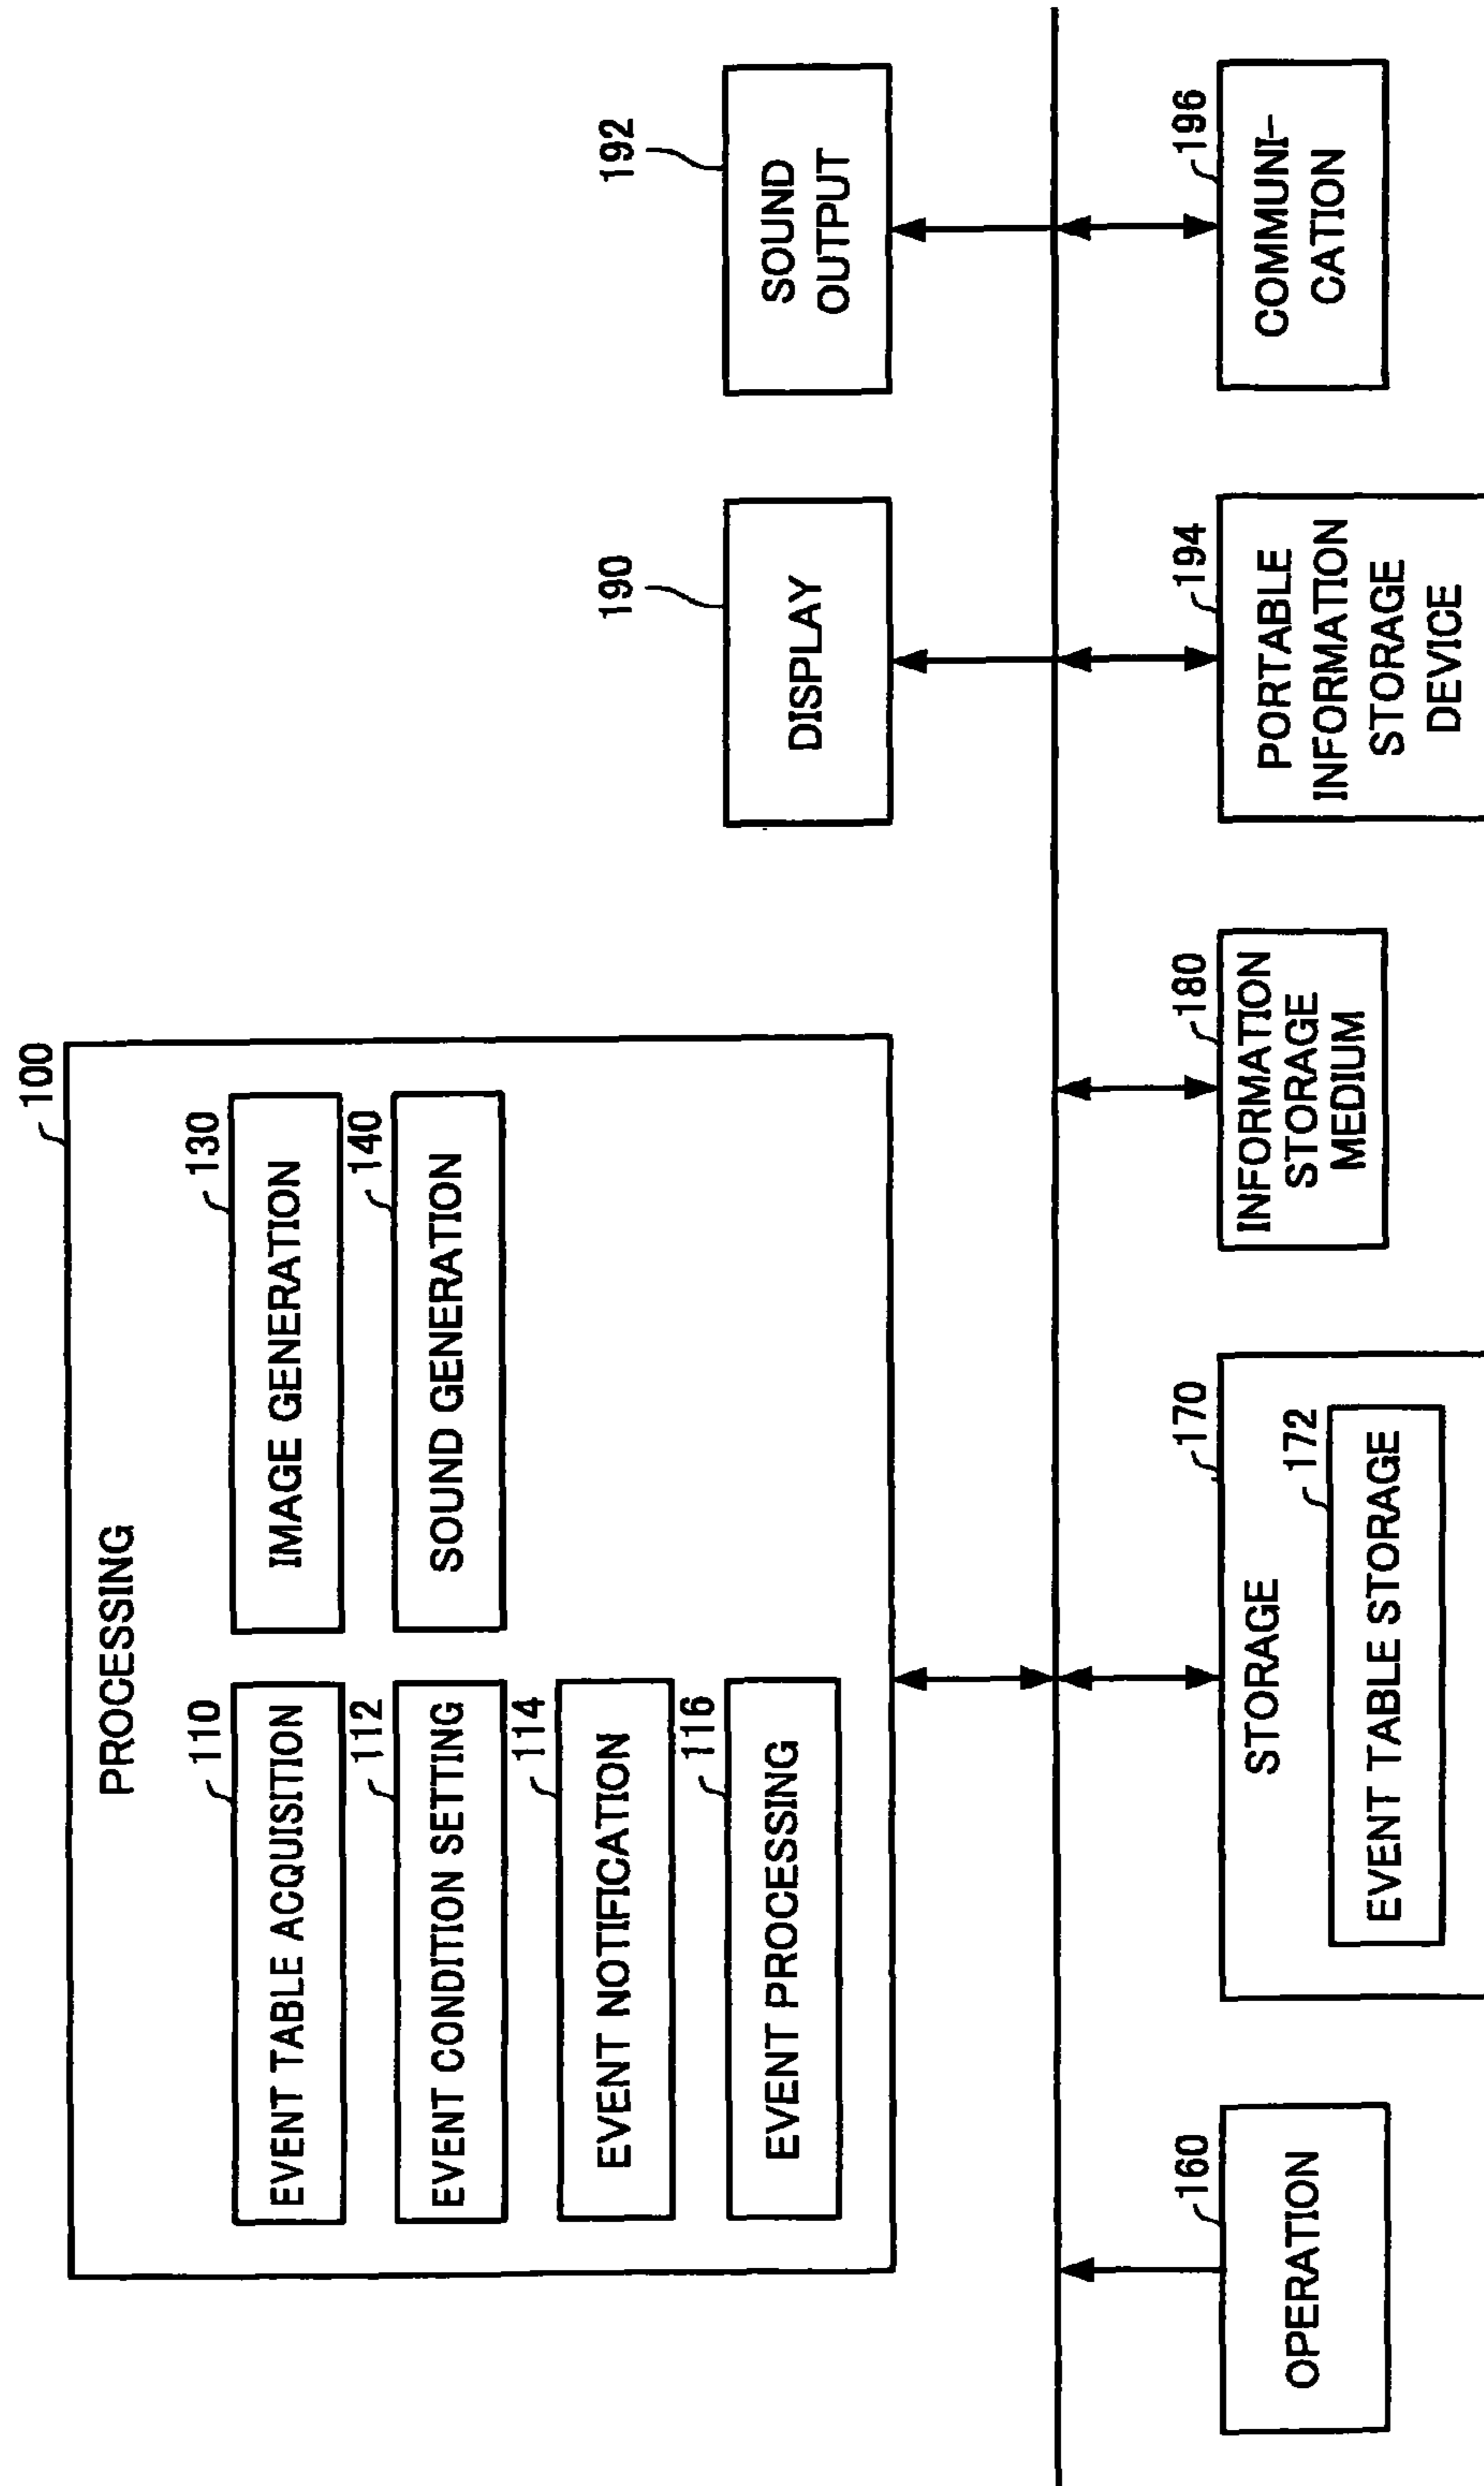 100
PROCESSING
110
EVENT TABLE ACQUISITION
130
IMAGE GENERATION
112
EVENT CONDITION SETTING
140
SOUND GENERATION
114
EVENT NOTIFICATION
116
EVENT PROCESSING
190
DISPLAY
192
SOUND
OUTPUT
160
OPERATION
170
STORAGE
172
EVENT TABLE STORAGE
180
INFORMATION
STORAGE
MEDIUM
194
PORTABLE
INFORMATION
STORAGE
DEVICE
196
COMMUNI-
CATION